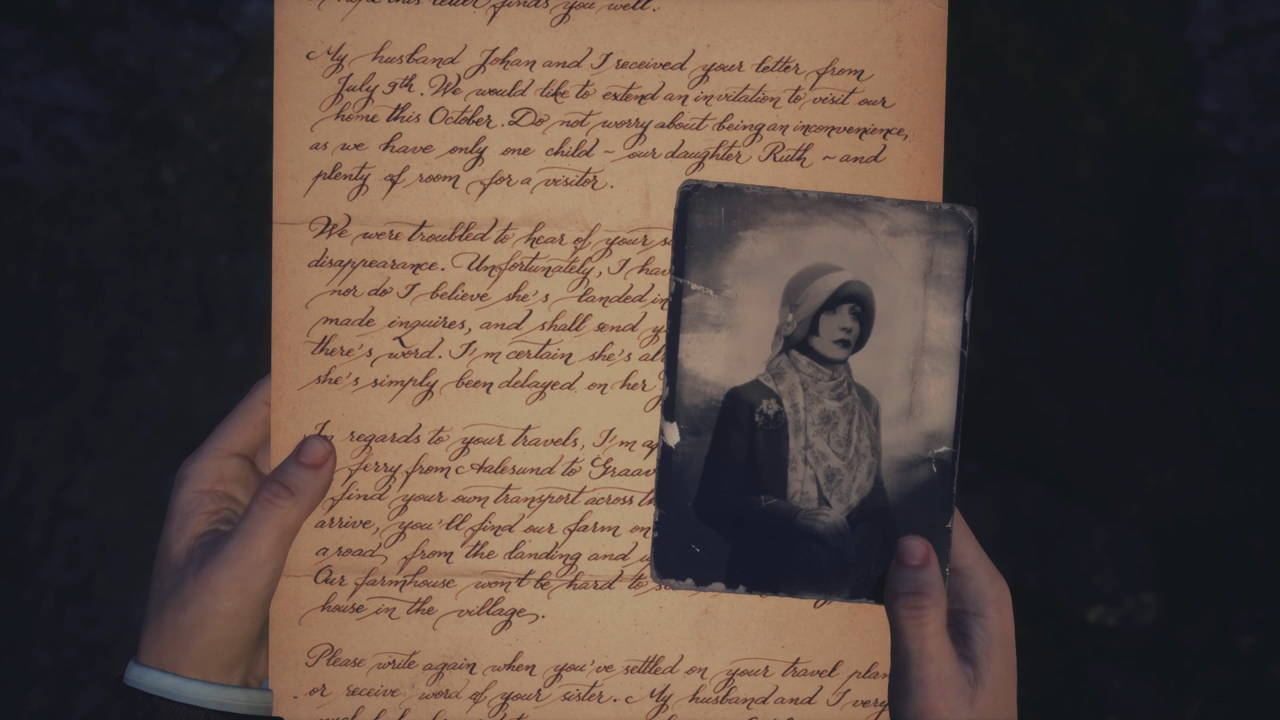 hope this letter finds you well.
My husband Johan and I received your letter from
July 9th. We would like to extend an invitation to visit our
home this October. Do not worry about being an inconvenience,
as we have only one child ~ our daughter Ruth ~ and
plenty of room for a visitor.
We were troubled to hear of your
disappearance. Unfortunately, I
nor do I believe she's landed
made inquires, and shall send
there's word. I'm certain she's
she's simply been delayed on her
In regards to your travels, I'm
ferry from Aalesund to
find your own transport across
arrive, you'll find our farm on
a road from the landing and
Our farmhouse won't be hard to
house in the village.
Please write again when you've settled on your travel
or receive word of your sister. My husband and I very